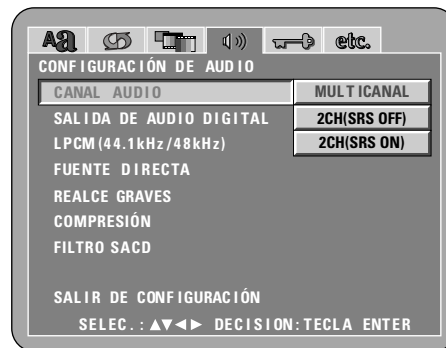 Aa etc.
CONFIGURACIÓN DE AUDIO
CANAL AUDIO MULTICANAL
SALIDA DE AUDIO DIGITAL 2CH(SRS OFF)
LPCM(44.1kHz/48kHz) 2CH(SRS ON)
FUENTE DIRECTA
REALCE GRAVES
COMPRESIÓN
FILTRO SACD
SALIR DE CONFIGURACIÓN
SELEC.:▲▼◄► DECISION:TECLA ENTER